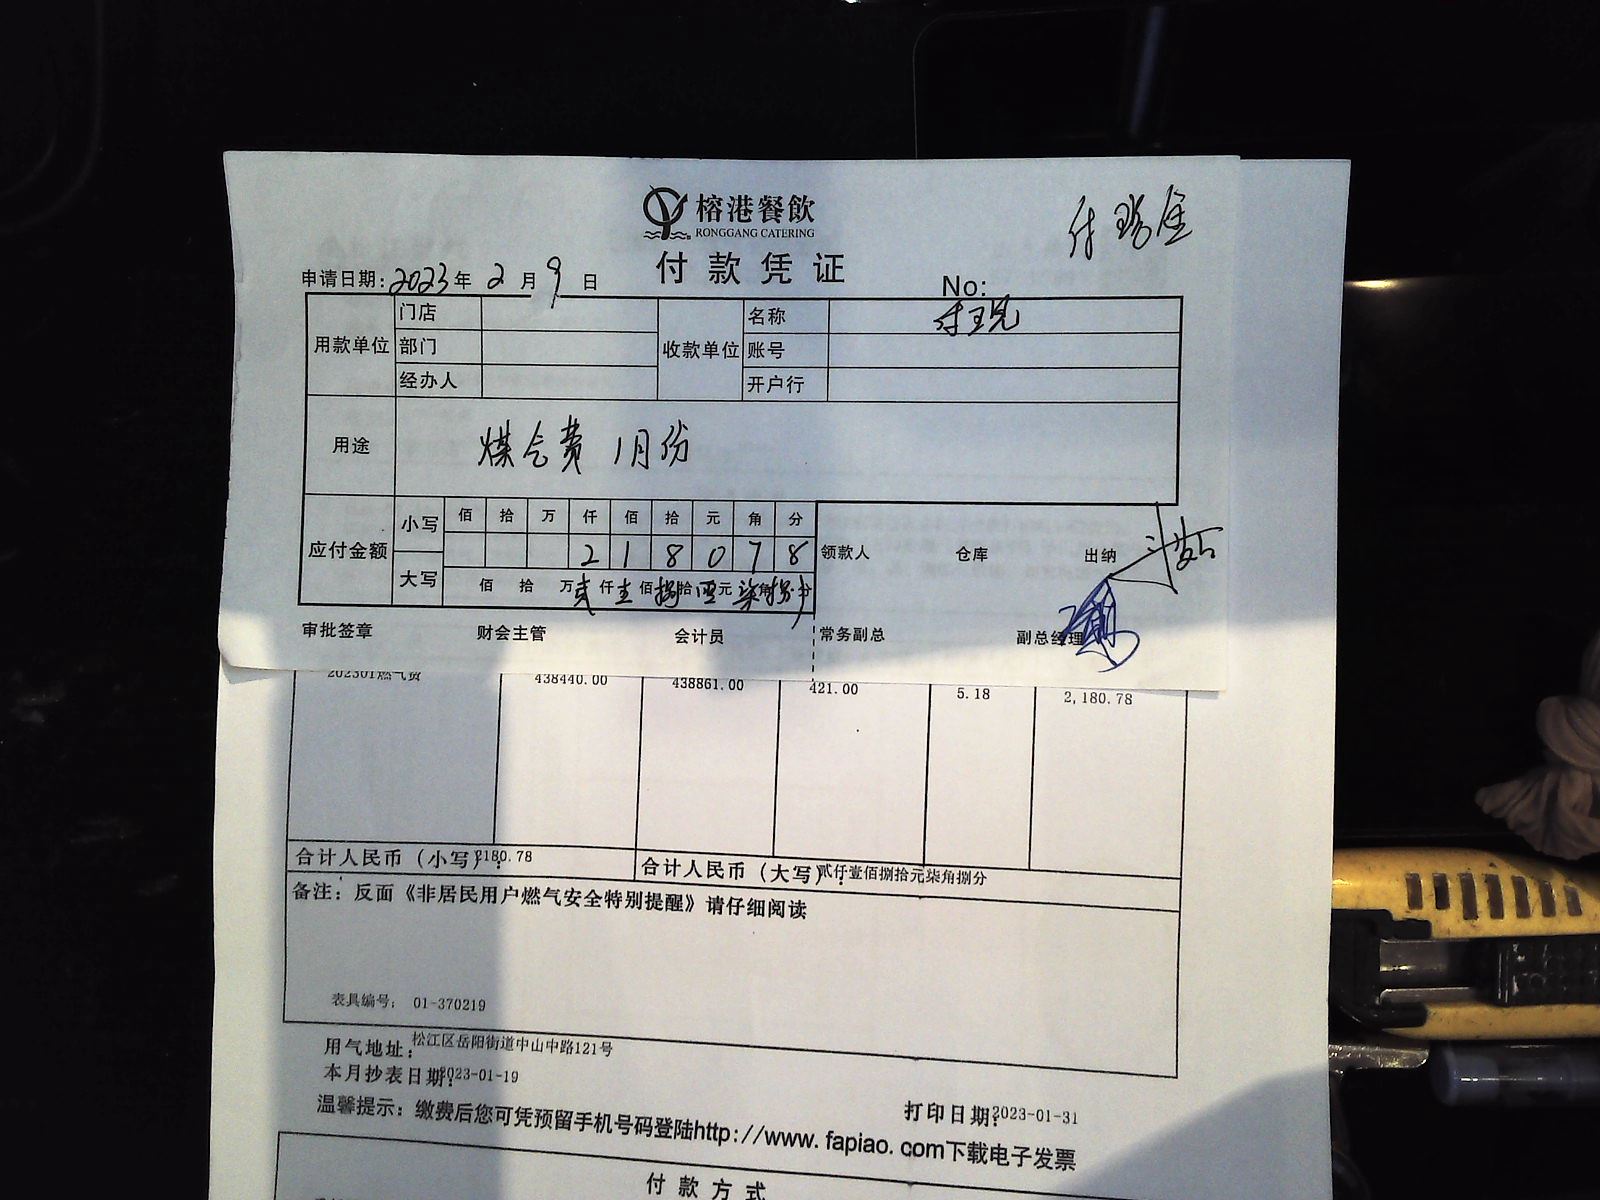 榕港餐飲
RONGGANG CATERING
付款凭证
申请日期:2023年2月9日
No:
用款单位 门店 收款单位 名称
部门 账号
经办人 开户行
用途 煤气费 1月份
应付金额 小写 佰 拾 万 仟 佰 拾 元 角 分
2 1 8 0 7 8
大写 佰 拾 万 贰仟 壹佰 捌拾 零元 柒角 捌分
领款人 仓库 出纳
审批签章 财会主管 会计员 常务副总 副总经理
202301燃气费 438440.00 438861.00 421.00 5.18 2,180.78
合计人民币（小写）：2180.78 合计人民币（大写）：贰仟壹佰捌拾元柒角捌分
备注：反面《非居民用户燃气安全特别提醒》请仔细阅读
表具编号： 01-370219
用气地址：松江区岳阳街道中山中路121号
本月抄表日期：2023-01-19
打印日期：2023-01-31
温馨提示：缴费后您可凭预留手机号码登陆http://www.fapiao.com下载电子发票
付款方式